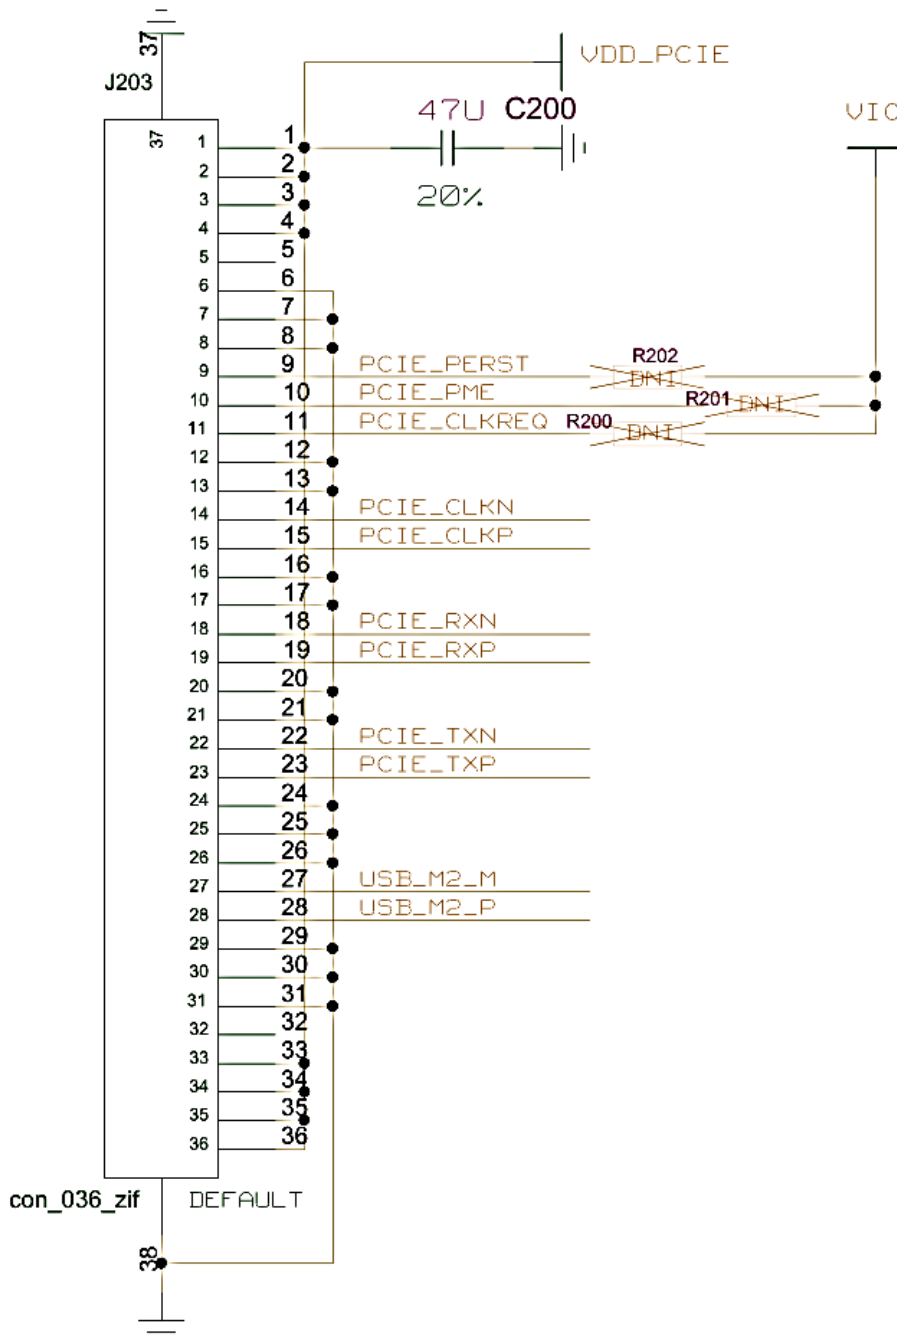 37
J203
VDD_PCIE
47U C200
VIO
20%
37
1 1
2 2
3 3
4 4
5 5
6 6
7 7
8 8
9 9 PCIE_PERST R202 DNI
10 10 PCIE_PME R201 DNI
11 11 PCIE_CLKREQ R200 DNI
12 12
13 13
14 14 PCIE_CLKN
15 15 PCIE_CLKP
16 16
17 17
18 18 PCIE_RXN
19 19 PCIE_RXP
20 20
21 21
22 22 PCIE_TXN
23 23 PCIE_TXP
24 24
25 25
26 26
27 27 USB_M2_M
28 28 USB_M2_P
29 29
30 30
31 31
32 32
33 33
34 34
35 35
36 36
con_036_zif DEFAULT
38